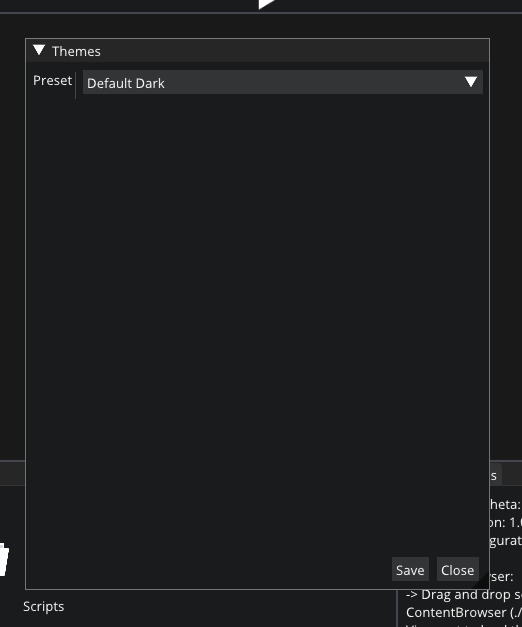 Themes
Preset
Default Dark
s
heta:
on: 1.0
gurat
Save
Close
ser:
-> Drag and drop s
Scripts
ContentBrowser (./